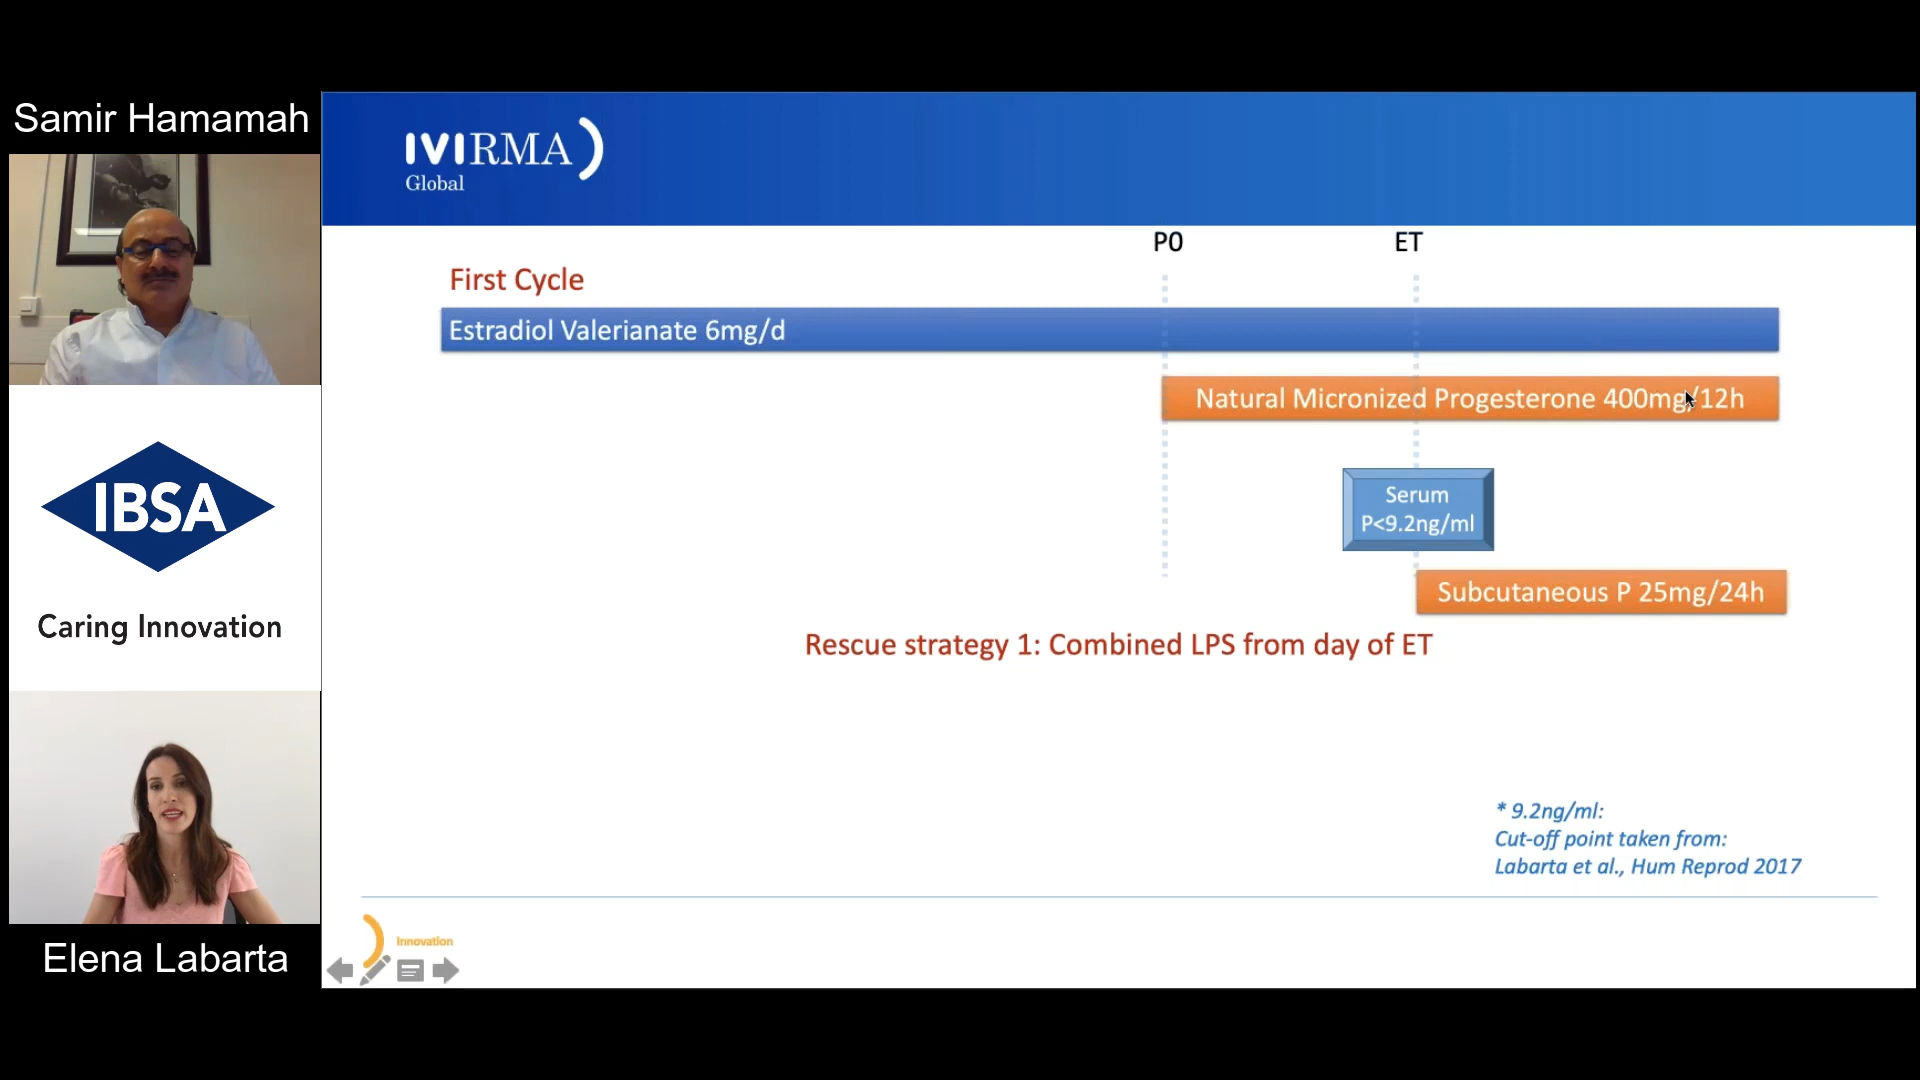 Samir Hamamah
IBSA
Caring Innovation
Elena Labarta
IVIRMA
Global
P0
ET
First Cycle
Estradiol Valerianate 6mg/d
Natural Micronized Progesterone 400mg/12h
Serum
P<9.2ng/ml
Subcutaneous P 25mg/24h
Rescue strategy 1: Combined LPS from day of ET
* 9.2ng/ml:
Cut-off point taken from:
Labarta et al., Hum Reprod 2017
Innovation